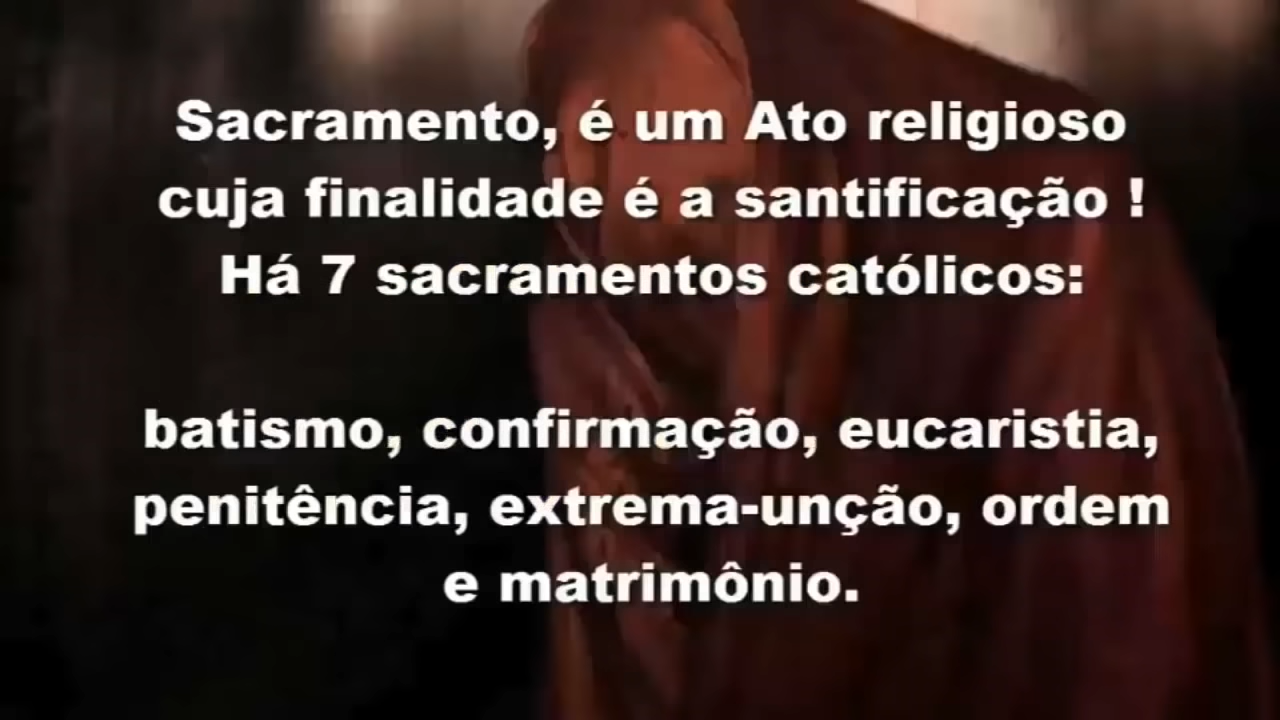 Sacramento, é um Ato religioso
cuja finalidade é a santificação !
Há 7 sacramentos católicos:
batismo, confirmação, eucaristia,
penitência, extrema-unção, ordem
e matrimônio.